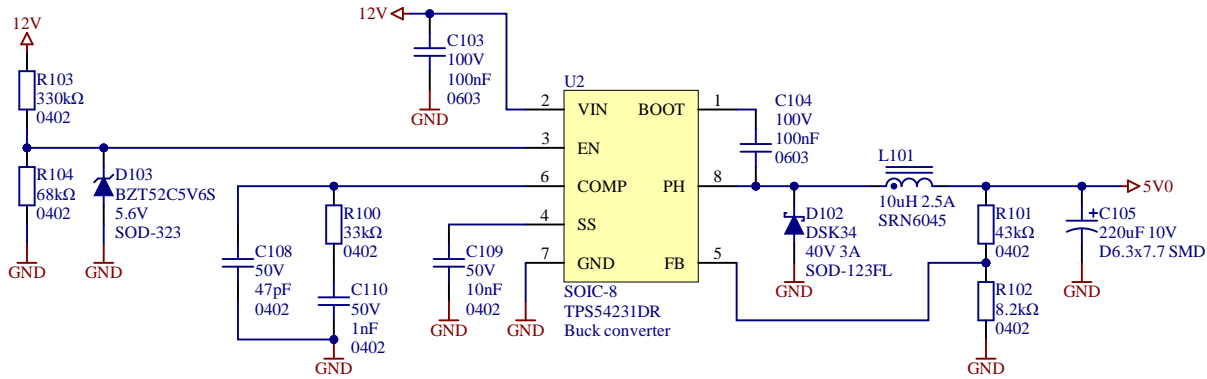 12V
R103
330kΩ
0402
R104
68kΩ
0402
GND
D103
BZT52C5V6S
5.6V
SOD-323
GND
12V
C103
100V
100nF
0603
GND
C108
50V
47pF
0402
R100
33kΩ
0402
C110
50V
1nF
0402
GND
C109
50V
10nF
0402
GND
GND
U2
2 VIN BOOT 1
3 EN
6 COMP PH 8
4 SS
7 GND FB 5
SOIC-8
TPS54231DR
Buck converter
C104
100V
100nF
0603
D102
DSK34
40V 3A
SOD-123FL
GND
L101
10uH 2.5A
SRN6045
R101
43kΩ
0402
R102
8.2kΩ
0402
GND
5V0
+
C105
220uF 10V
D6.3x7.7 SMD
GND